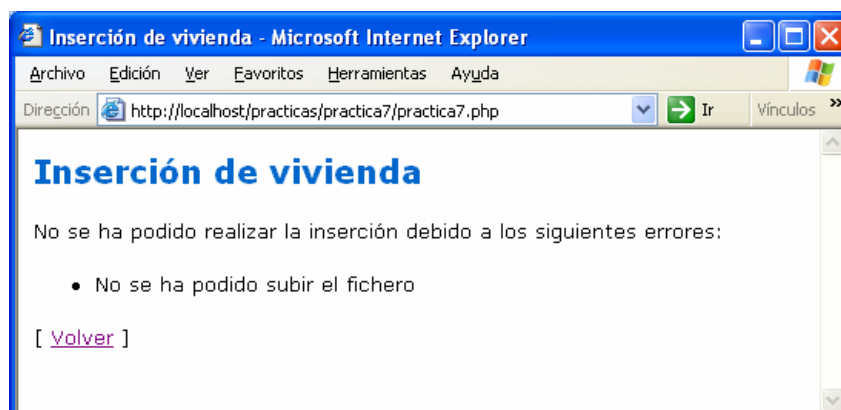 Inserción de vivienda - Microsoft Internet Explorer
Archivo Edición Ver Favoritos Herramientas Ayuda
Dirección http://localhost/practicas/practica7/practica7.php Ir Vínculos »
Inserción de vivienda
No se ha podido realizar la inserción debido a los siguientes errores:
• No se ha podido subir el fichero
[ Volver ]